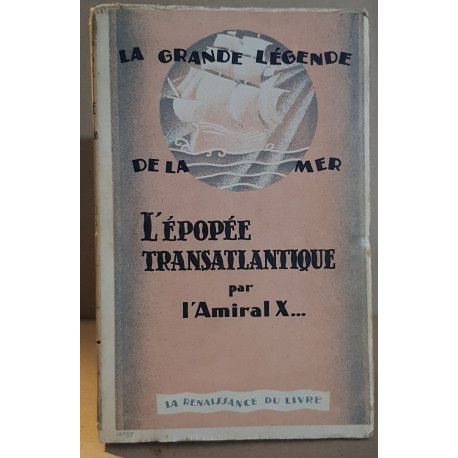 LA GRANDE LÉGENDE
DE LA MER
L'ÉPOPÉE
TRANSATLANTIQUE
par
l'Amiral X...
LA RENAISSANCE DU LIVRE